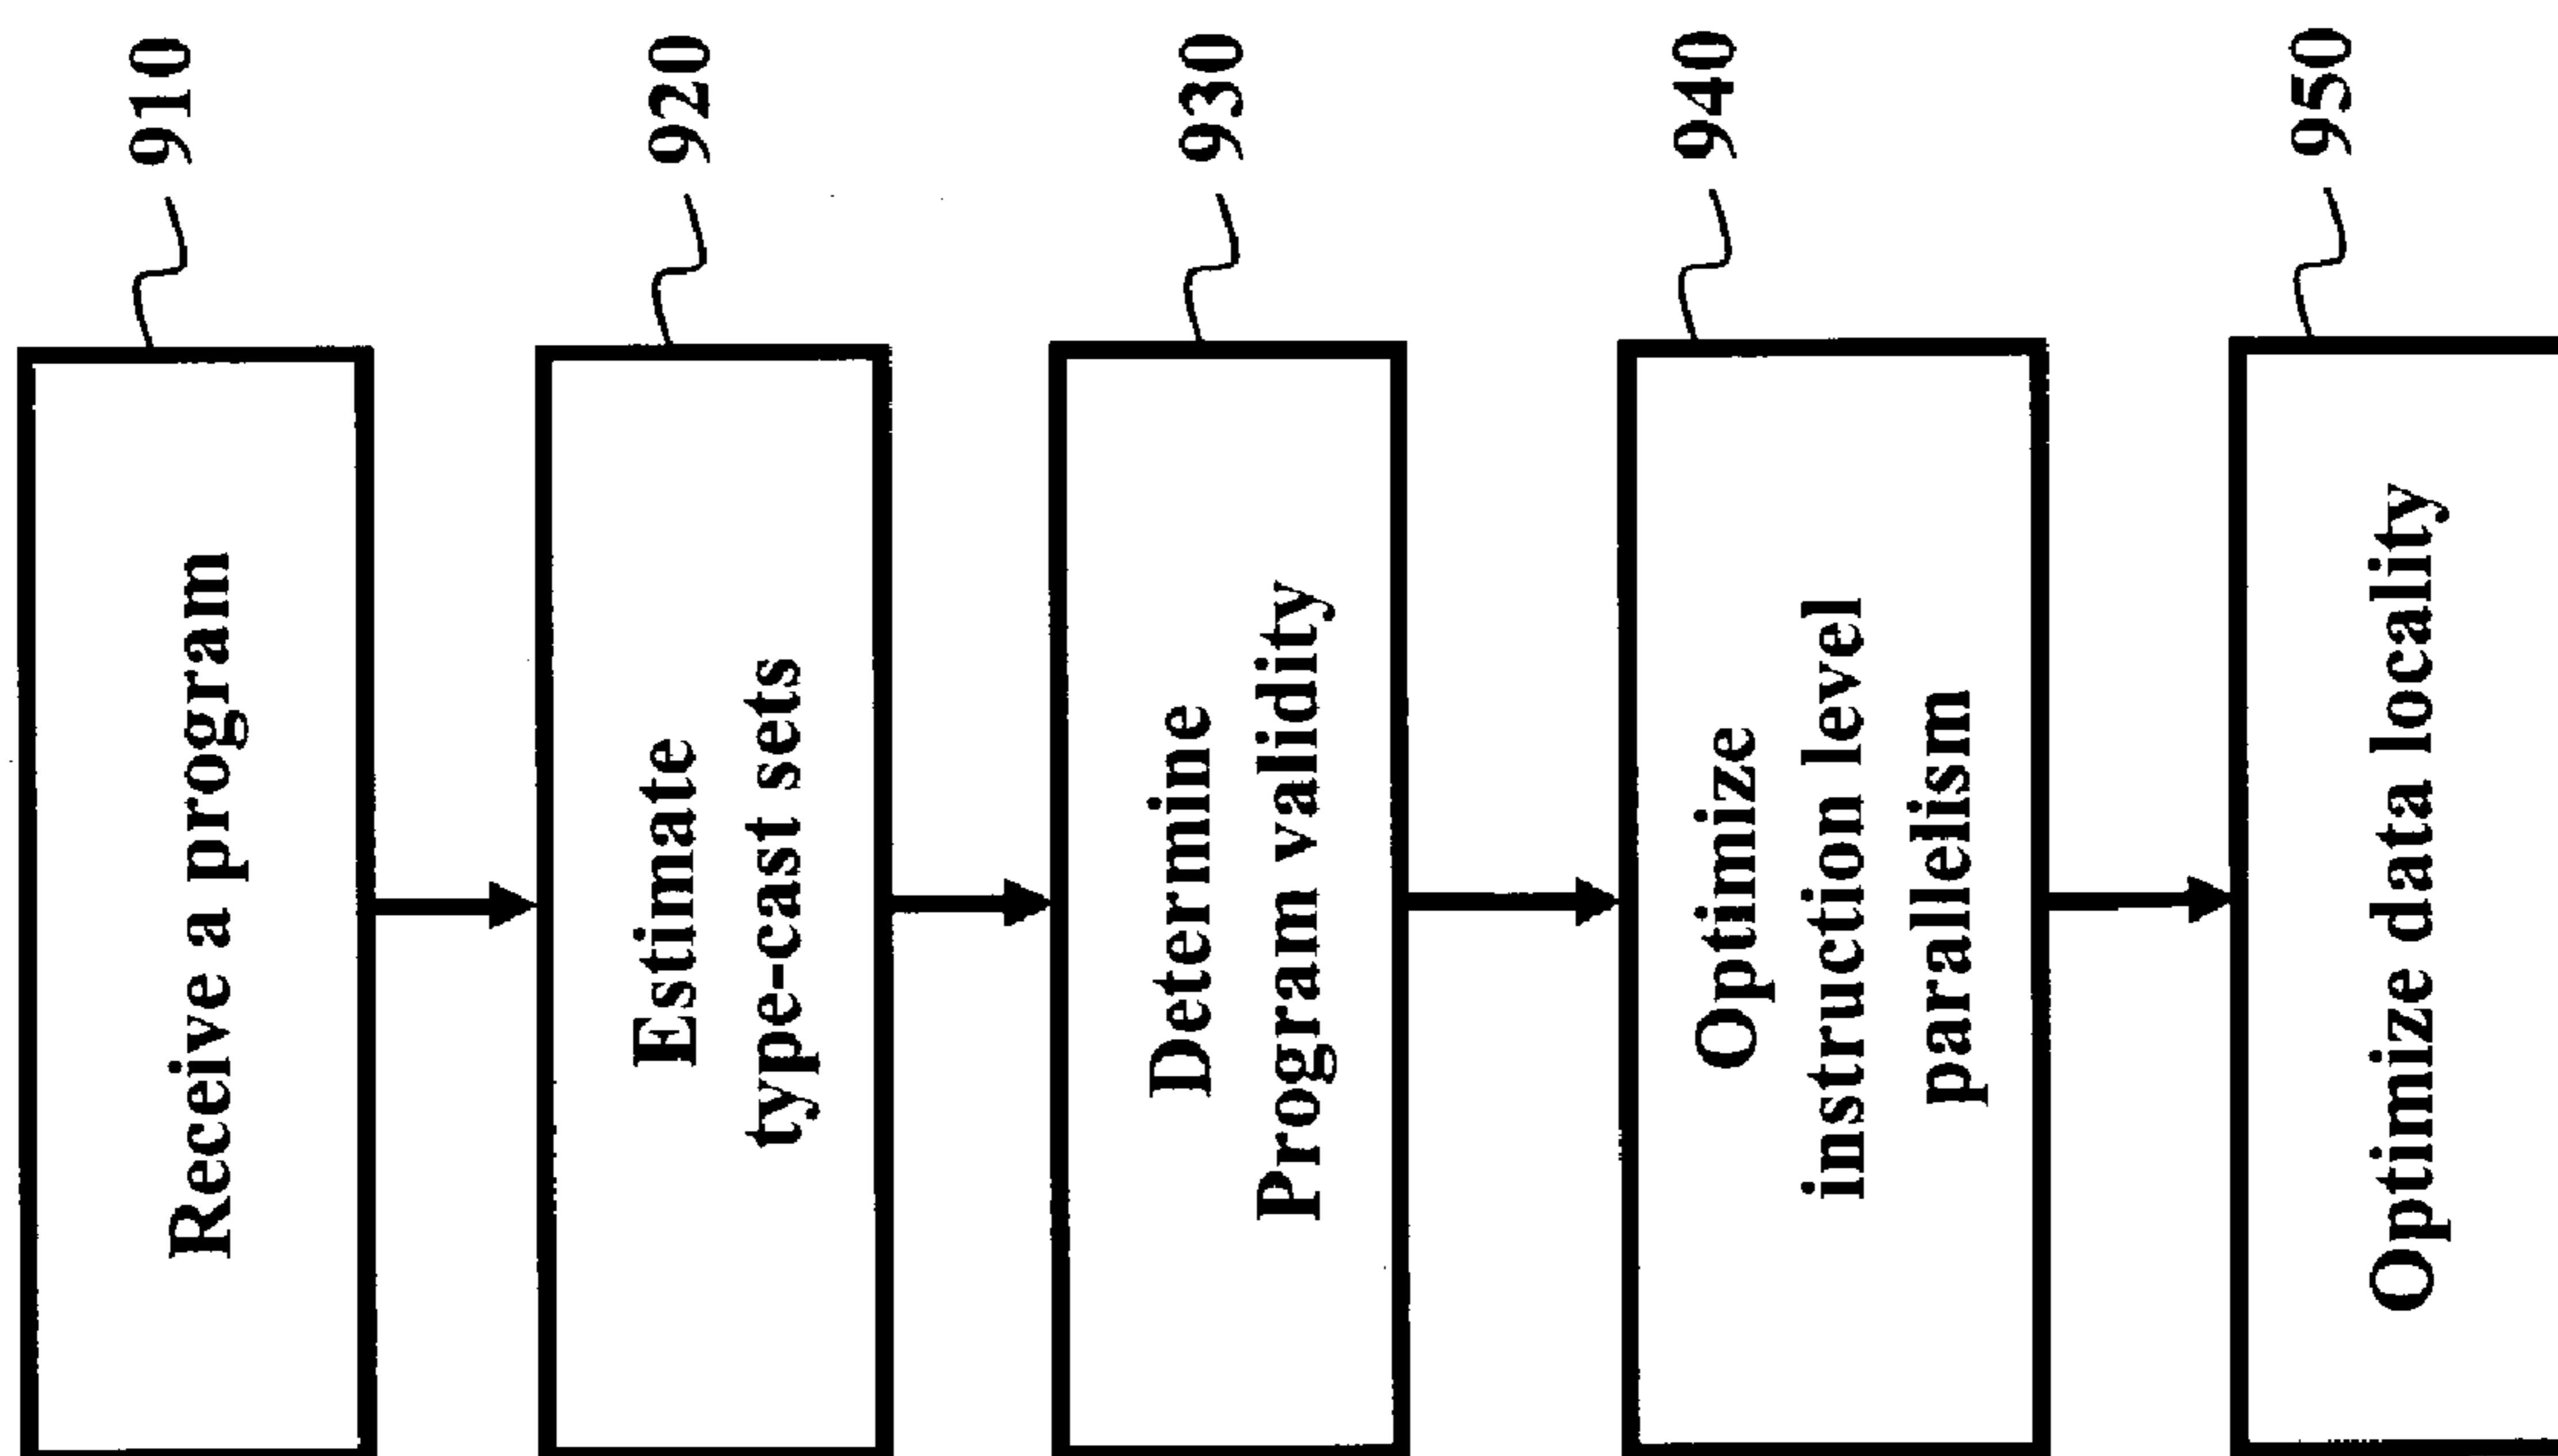 Receive a program
910
Estimate
type-cast sets
920
Determine
Program validity
930
Optimize
instruction level
parallelism
940
Optimize data locality
950